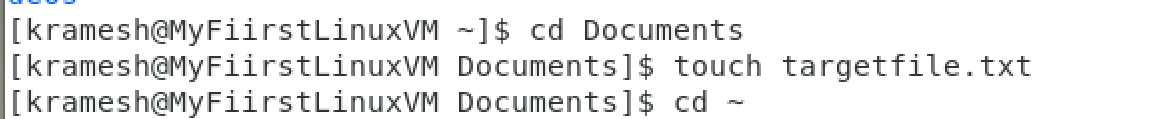 [kramesh@MyFiirstLinuxVM ~]$ cd Documents
[kramesh@MyFiirstLinuxVM Documents]$ touch targetfile.txt
[kramesh@MyFiirstLinuxVM Documents]$ cd ~